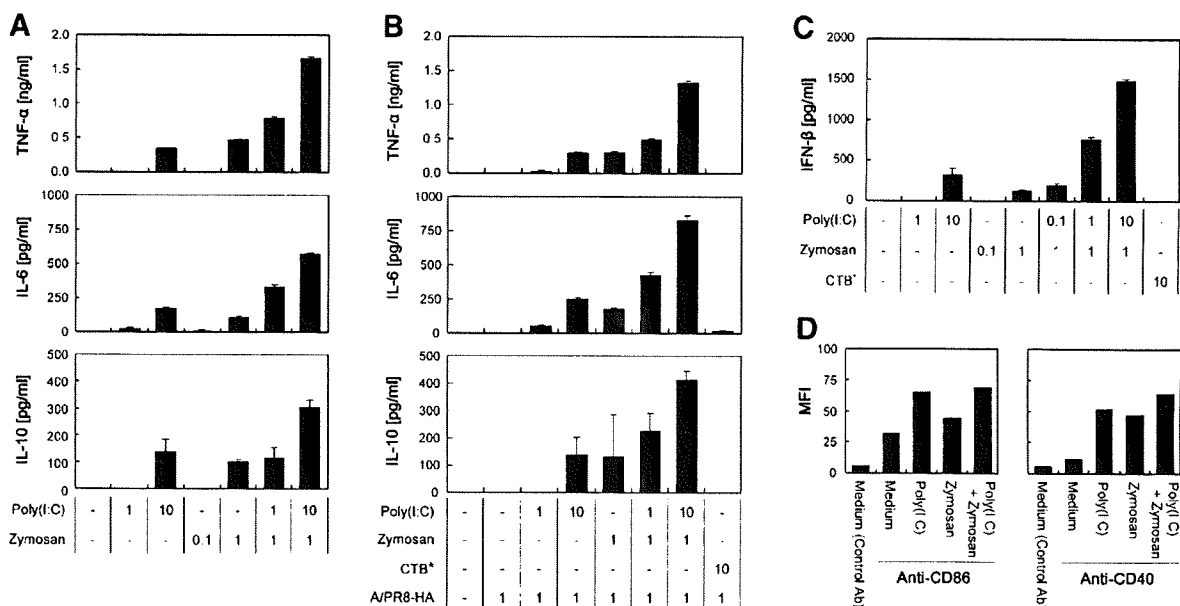 A
TNF-α [ng/ml]
2.0
1.5
1.0
0.5
0.0
IL-6 [pg/ml]
1000
750
500
250
0
IL-10 [pg/ml]
500
400
300
200
100
0
Poly(I:C) - 1 10 - - 1 10
Zymosan - - - 0.1 1 1 1
B
TNF-α [ng/ml]
2.0
1.5
1.0
0.5
0.0
IL-6 [pg/ml]
1000
750
500
250
0
IL-10 [pg/ml]
500
400
300
200
100
0
Poly(I:C) - - 1 10 - 1 10 -
Zymosan - - - - 1 1 1 -
CTB* - - - - - - - 10
A/PR8-HA - 1 1 1 1 1 1 1
C
IFN-β [pg/ml]
2000
1500
1000
500
0
Poly(I:C) - 1 10 - - 0.1 1 10 -
Zymosan - - - 0.1 1 1 1 -
CTB* - - - - - - - - 10
D
MFI
100
75
50
25
0
Medium (Control Ab)
Medium
Poly(I C)
Zymosan
Poly(I C)
+ Zymosan
Anti-CD86
Medium (Control Ab)
Medium
Poly(I C)
Zymosan
Poly(I C)
+ Zymosan
Anti-CD40